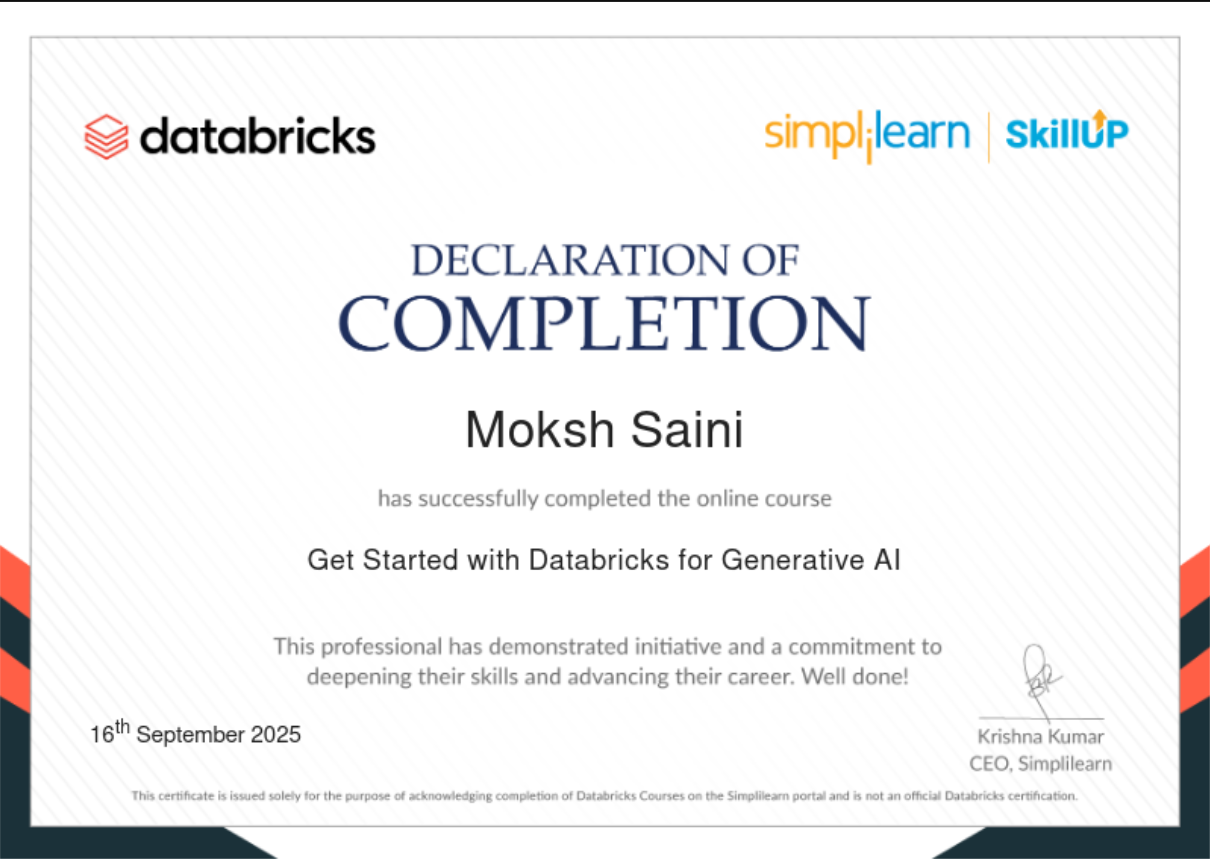 databricks
simplilearn | SkillUP
DECLARATION OF
COMPLETION
Moksh Saini
has successfully completed the online course
Get Started with Databricks for Generative AI
This professional has demonstrated initiative and a commitment to
deepening their skills and advancing their career. Well done!
16th September 2025
Krishna Kumar
CEO, Simplilearn
This certificate is issued solely for the purpose of acknowledging completion of Databricks Courses on the Simplilearn portal and is not an official Databricks certification.